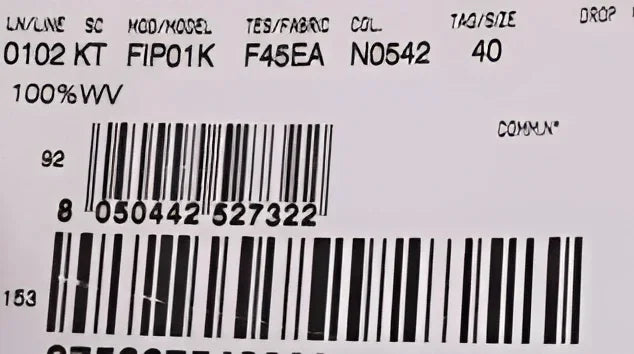 LN/LINE SC MOD/MODEL TES/FABRIC COL. TAG/SIZE DROP
0102 KT FIP01K F45EA N0542 40
100%WV
COMM.N°
92
8 050442 527322
153